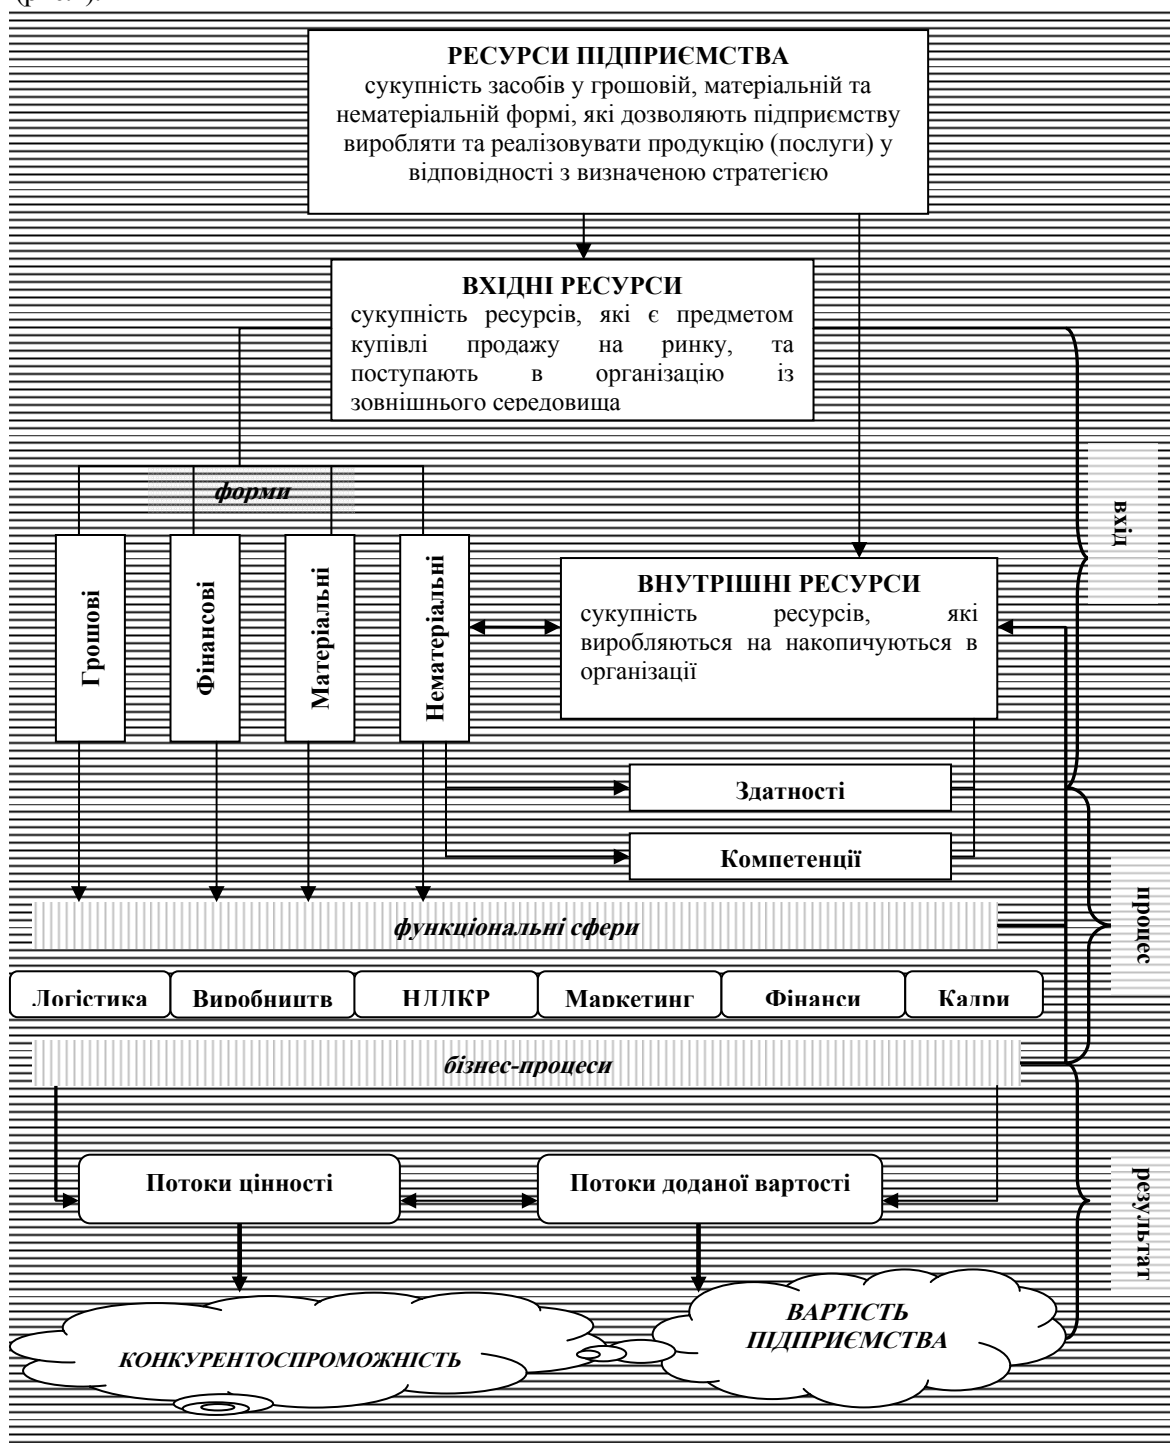 РЕСУРСИ ПІДПРИЄМСТВА
сукупність засобів у грошовій, матеріальній та
нематеріальній формі, які дозволяють підприємству
виробляти та реалізовувати продукцію (послуги) у
відповідності з визначеною стратегією
ВХІДНІ РЕСУРСИ
сукупність ресурсів, які є предметом
купівлі продажу на ринку, та
поступають в організацію із
зовнішнього середовища
форми
вхід
Грошові
Фінансові
Матеріальні
Нематеріальні
ВНУТРІШНІ РЕСУРСИ
сукупність ресурсів, які
виробляються на накопичуються в
організації
Здатності
Компетенції
процес
функціональні сфери
Логістика
Виробництв
НДДКР
Маркетинг
Фінанси
Кадри
бізнес-процеси
Потоки цінності
Потоки доданої вартості
результат
ВАРТІСТЬ
ПІДПРИЄМСТВА
КОНКУРЕНТОСПРОМОЖНІСТЬ